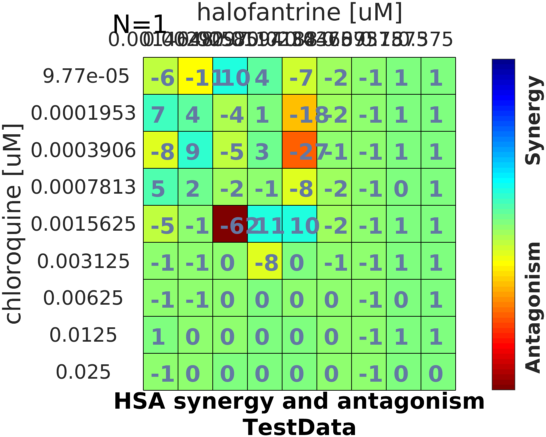 halofantrine [uM]
N=1
9.77e-05 -6 -11 10 4 -7 -2 -1 1 1
0.0001953 7 4 -4 1 -18 -2 -1 1 1
0.0003906 -8 9 -5 3 -27 -1 -1 1 1
0.0007813 5 2 -2 -1 -8 -2 -1 0 1
0.0015625 -5 -1 -62 11 10 -2 -1 1 1
0.003125 -1 -1 0 -8 0 -1 -1 1 1
0.00625 -1 -1 0 0 0 0 -1 0 0
0.0125 1 0 0 0 0 0 -1 1 1
0.025 -1 0 0 0 0 0 -1 0 0
chloroquine [uM]
Synergy
Antagonism
HSA synergy and antagonism
TestData